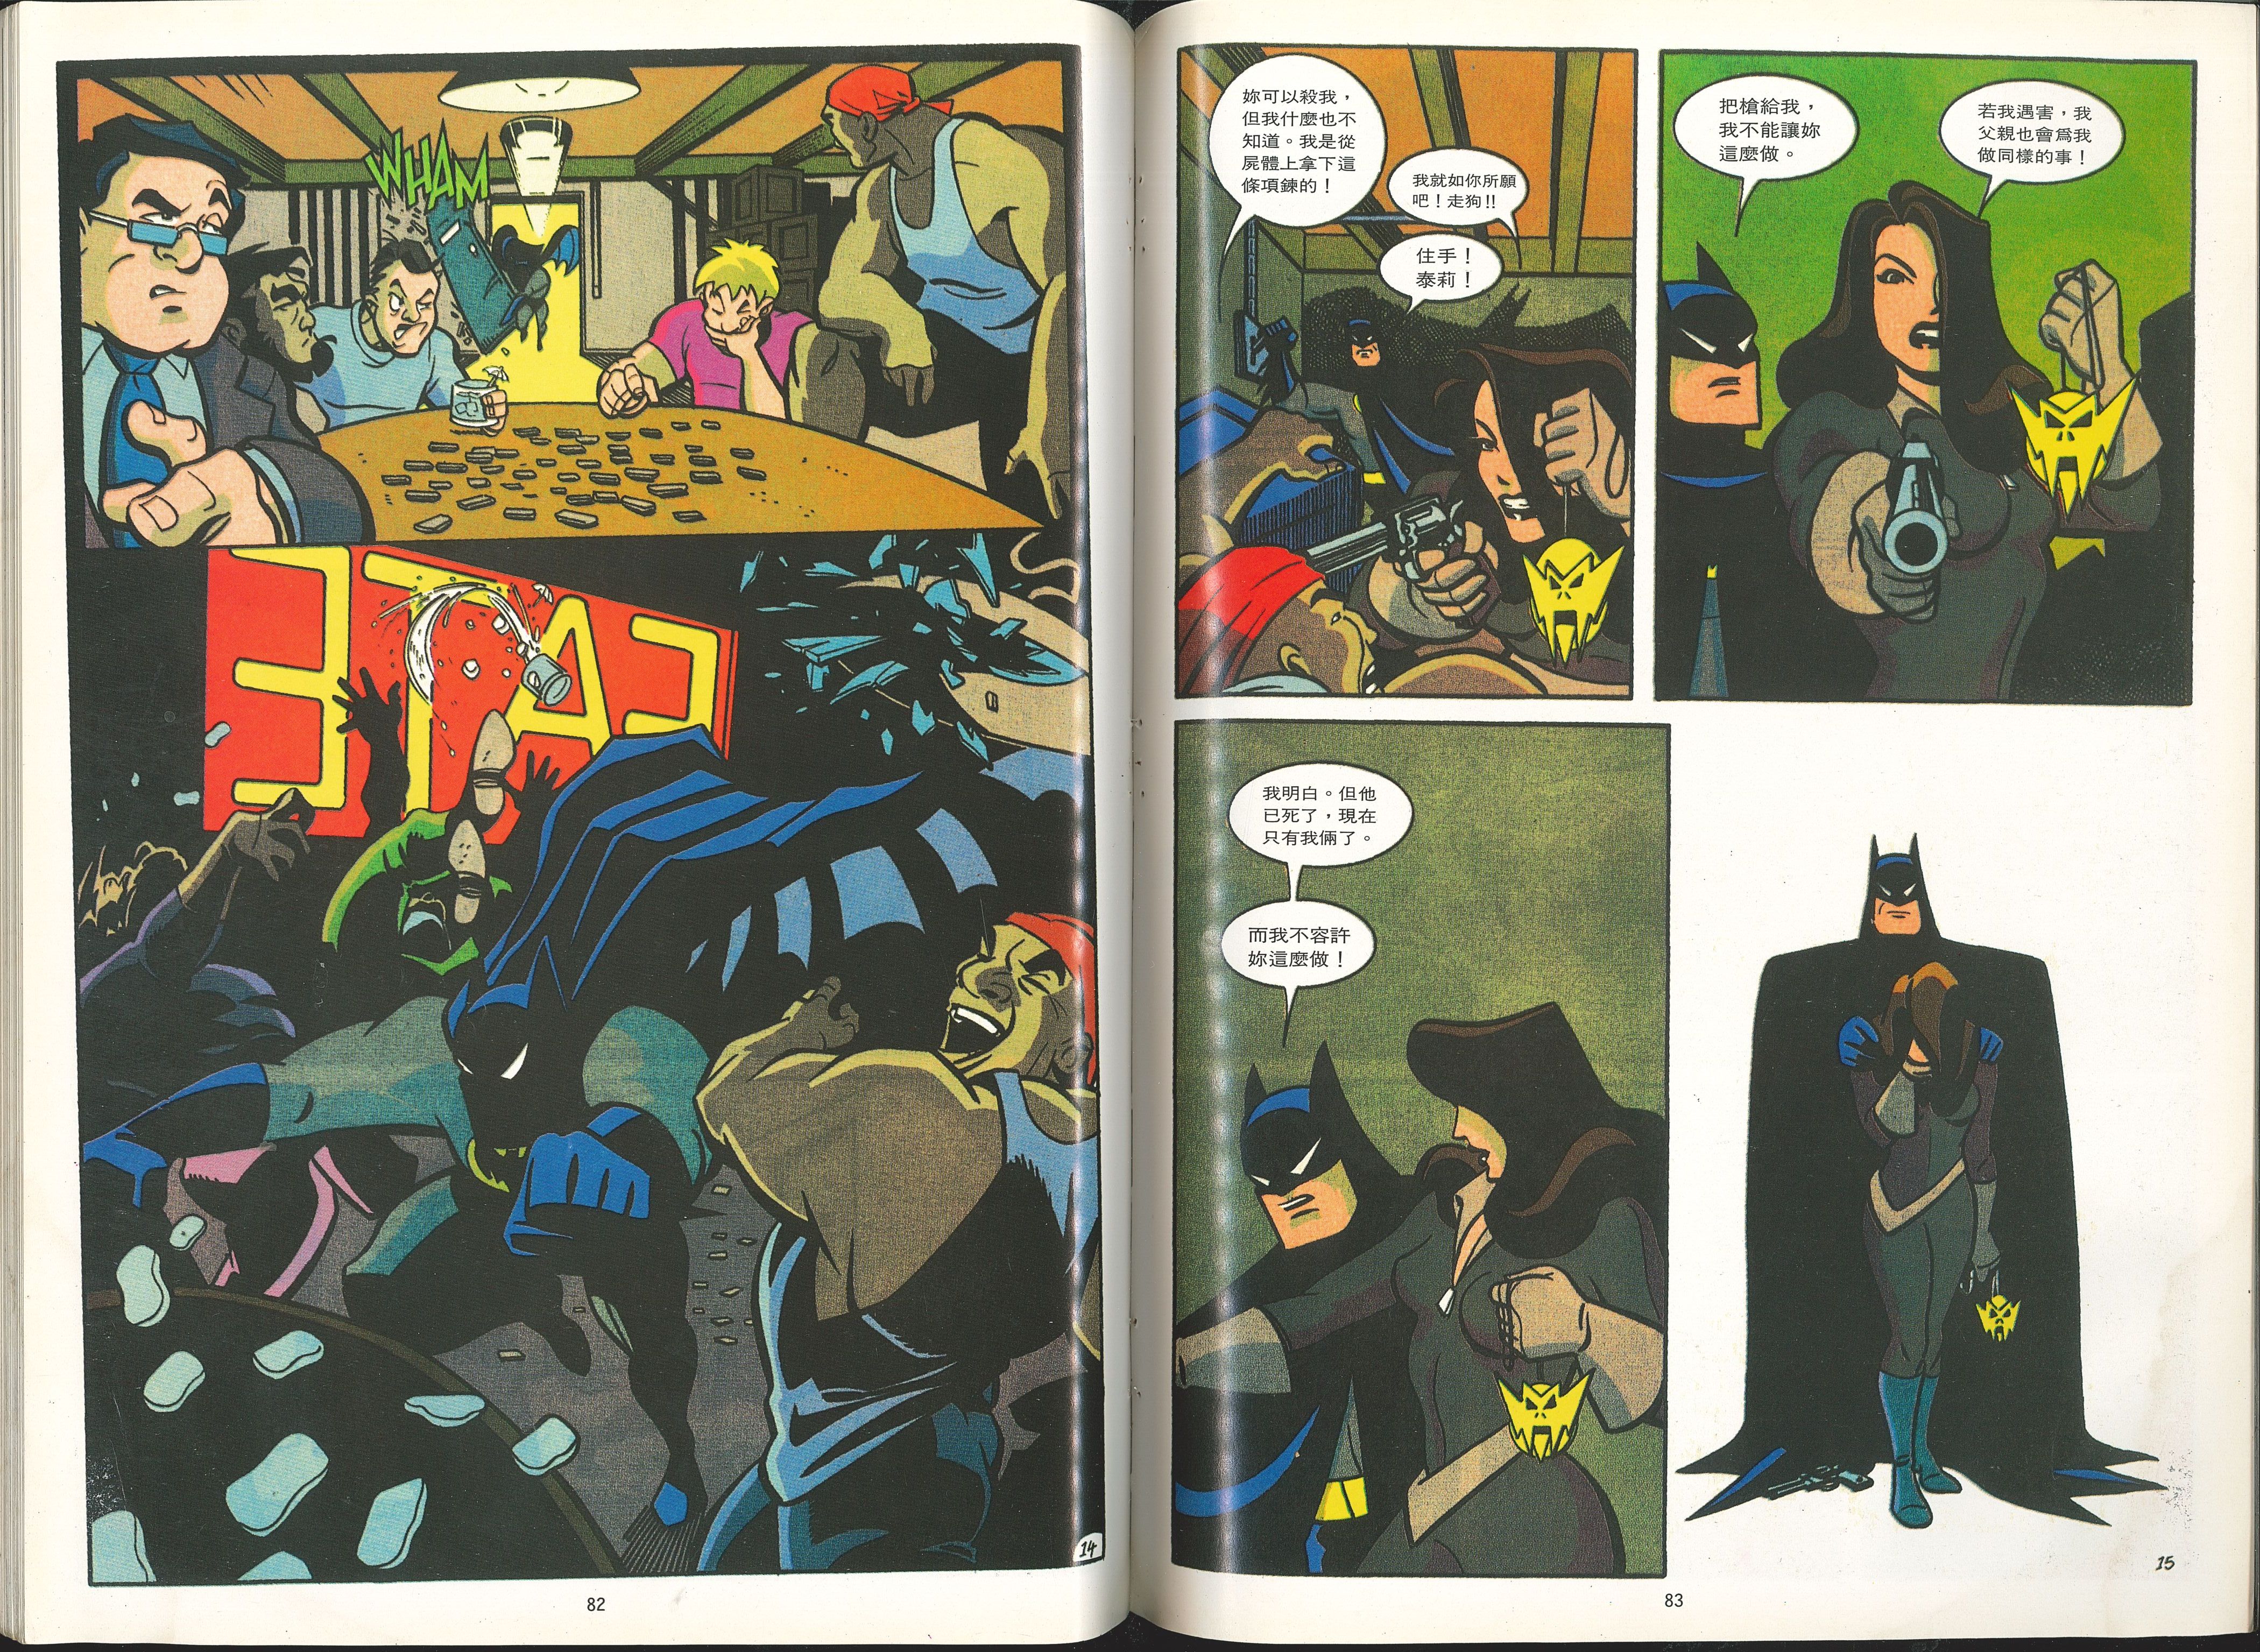 WHAM
14
82
妳可以殺我，
但我什麼也不
知道。我是從
屍體上拿下這
條項鍊的！
我就如你所願
吧！走狗!!
住手！
泰莉！
把槍給我，
我不能讓妳
這麼做。
若我遇害，我
父親也會爲我
做同樣的事！
我明白。但他
已死了，現在
只有我倆了。
而我不容許
妳這麼做！
15
83